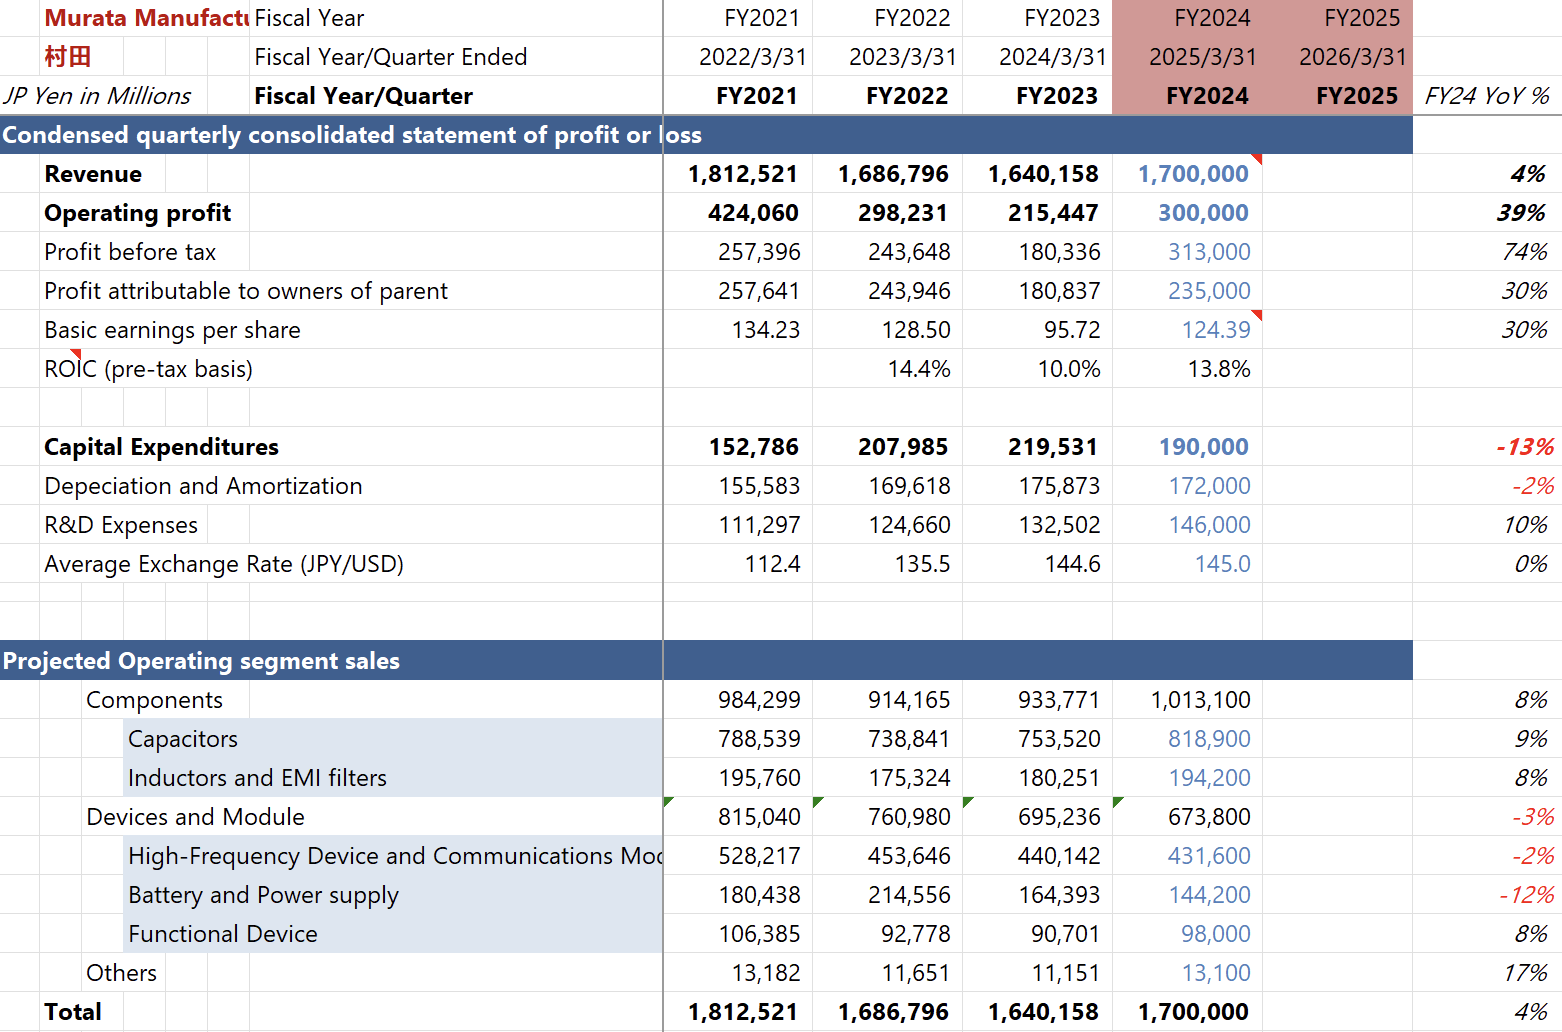 Murata Manufactu Fiscal Year FY2021 FY2022 FY2023 FY2024 FY2025
村田 Fiscal Year/Quarter Ended 2022/3/31 2023/3/31 2024/3/31 2025/3/31 2026/3/31
JP Yen in Millions Fiscal Year/Quarter FY2021 FY2022 FY2023 FY2024 FY2025 FY24 YoY %
Condensed quarterly consolidated statement of profit or loss
Revenue 1,812,521 1,686,796 1,640,158 1,700,000 4%
Operating profit 424,060 298,231 215,447 300,000 39%
Profit before tax 257,396 243,648 180,336 313,000 74%
Profit attributable to owners of parent 257,641 243,946 180,837 235,000 30%
Basic earnings per share 134.23 128.50 95.72 124.39 30%
ROIC (pre-tax basis) 14.4% 10.0% 13.8%
Capital Expenditures 152,786 207,985 219,531 190,000 -13%
Depeciation and Amortization 155,583 169,618 175,873 172,000 -2%
R&D Expenses 111,297 124,660 132,502 146,000 10%
Average Exchange Rate (JPY/USD) 112.4 135.5 144.6 145.0 0%
Projected Operating segment sales
Components 984,299 914,165 933,771 1,013,100 8%
Capacitors 788,539 738,841 753,520 818,900 9%
Inductors and EMI filters 195,760 175,324 180,251 194,200 8%
Devices and Module 815,040 760,980 695,236 673,800 -3%
High-Frequency Device and Communications Mod 528,217 453,646 440,142 431,600 -2%
Battery and Power supply 180,438 214,556 164,393 144,200 -12%
Functional Device 106,385 92,778 90,701 98,000 8%
Others 13,182 11,651 11,151 13,100 17%
Total 1,812,521 1,686,796 1,640,158 1,700,000 4%